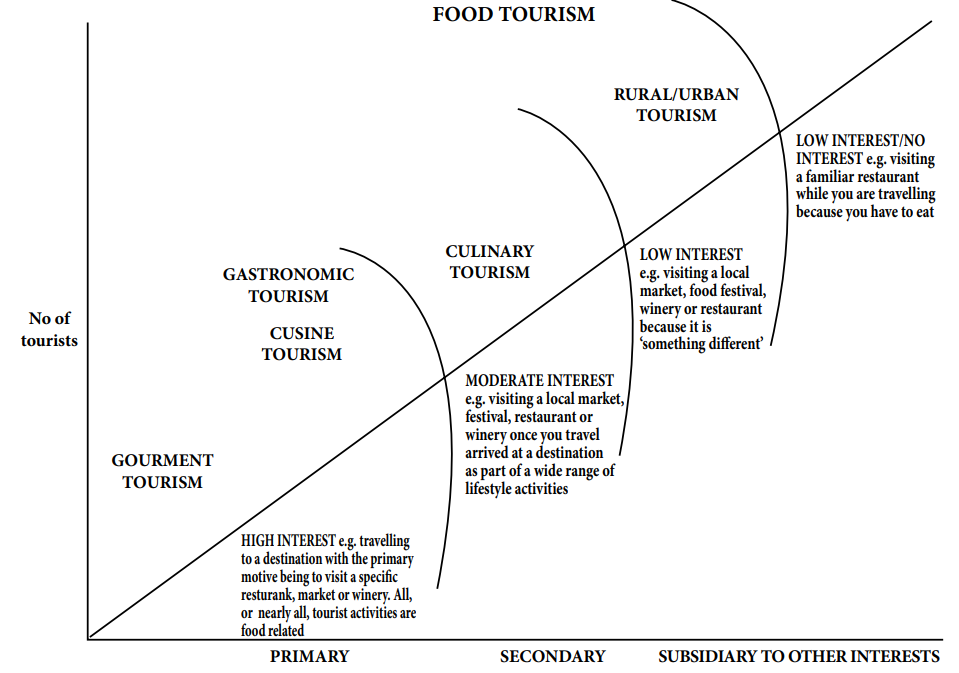 FOOD TOURISM
RURAL/URBAN
TOURISM
LOW INTEREST/NO
INTEREST e.g. visiting
a familiar restaurant
while you are travelling
because you have to eat
CULINARY
TOURISM
LOW INTEREST
e.g. visiting a local
market, food festival,
winery or restaurant
because it is
‘something different’
GASTRONOMIC
TOURISM
CUSINE
TOURISM
No of
tourists
MODERATE INTEREST
e.g. visiting a local market,
festival, restaurant or
winery once you travel
arrived at a destination
as part of a wide range of
lifestyle activities
GOURMENT
TOURISM
HIGH INTEREST e.g. travelling
to a destination with the primary
motive being to visit a specific
resturank, market or winery. All,
or nearly all, tourist activities are
food related
PRIMARY
SECONDARY
SUBSIDIARY TO OTHER INTERESTS